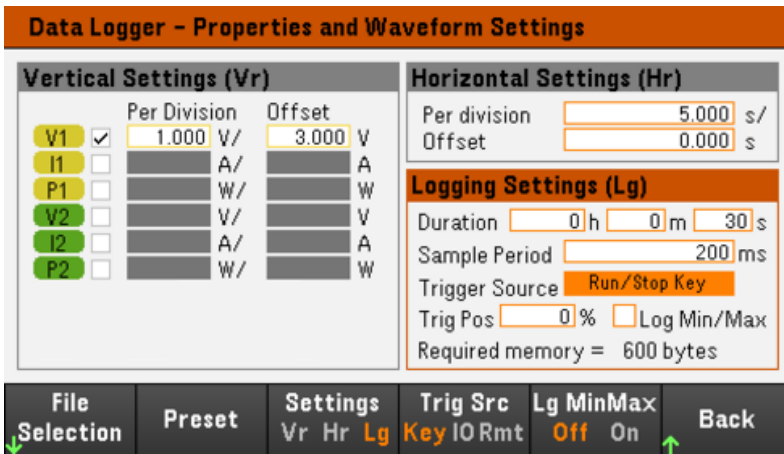 Data Logger – Properties and Waveform Settings
Vertical Settings (Vr)
Per Division Offset
V1 1.000 V/ 3.000 V
I1 A/ A
P1 W/ W
V2 V/ V
I2 A/ A
P2 W/ W
Horizontal Settings (Hr)
Per division 5.000 s/
Offset 0.000 s
Logging Settings (Lg)
Duration 0 h 0 m 30 s
Sample Period 200 ms
Trigger Source Run/Stop Key
Trig Pos 0 % Log Min/Max
Required memory = 600 bytes
File Selection
Preset
Settings
Vr Hr Lg
Trig Src
Key IO Rmt
Lg MinMax
Off On
Back